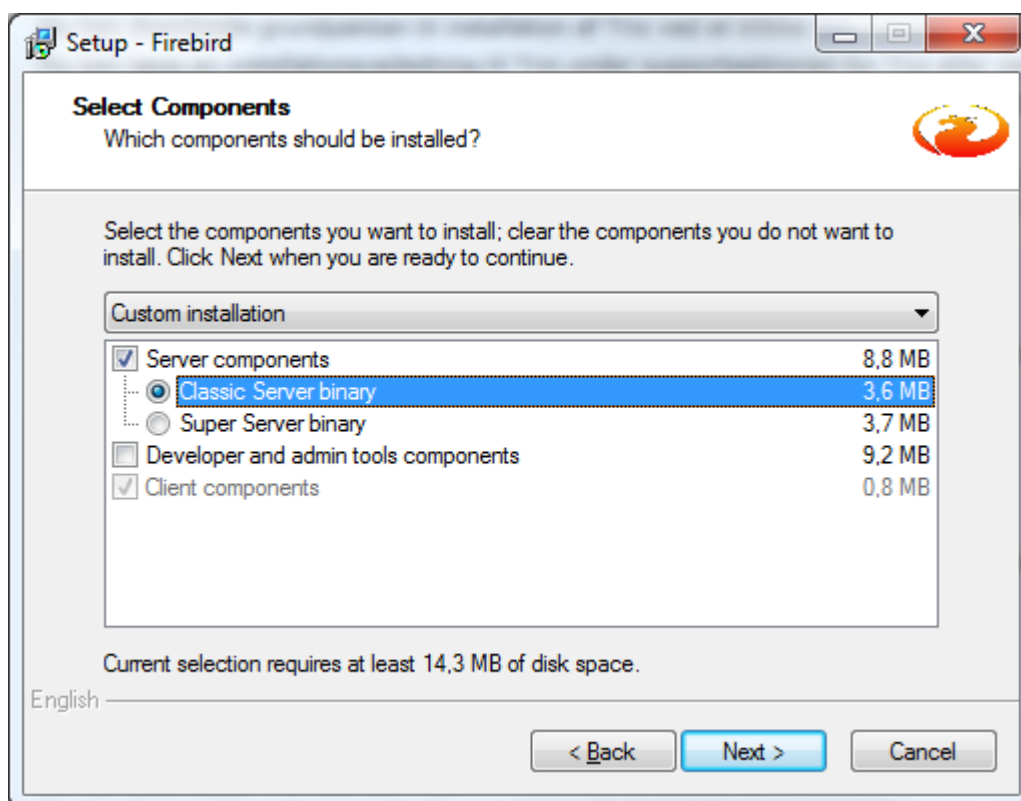 Setup - Firebird
Select Components
Which components should be installed?
Select the components you want to install; clear the components you do not want to
install. Click Next when you are ready to continue.
Custom installation
Server components 8,8 MB
Classic Server binary 3,6 MB
Super Server binary 3,7 MB
Developer and admin tools components 9,2 MB
Client components 0,8 MB
Current selection requires at least 14,3 MB of disk space.
English
< Back Next > Cancel